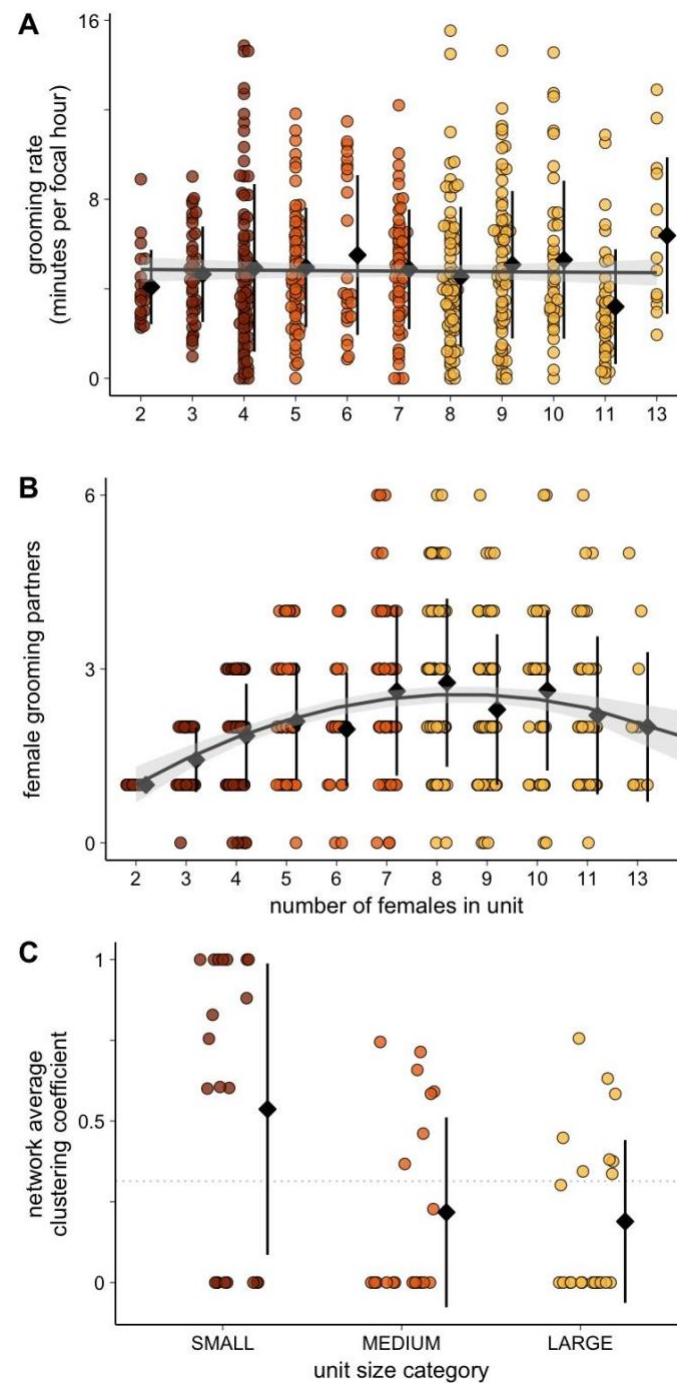 A
grooming rate
(minutes per focal hour)
16
8
0
2 3 4 5 6 7 8 9 10 11 13
B
female grooming partners
6
3
0
2 3 4 5 6 7 8 9 10 11 13
number of females in unit
C
network average
clustering coefficient
1
0.5
0
SMALL MEDIUM LARGE
unit size category